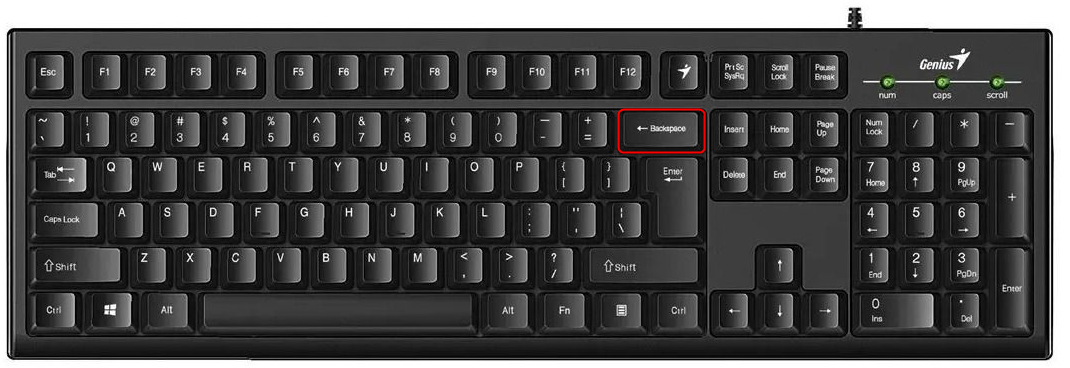 Esc F1 F2 F3 F4 F5 F6 F7 F8 F9 F10 F11 F12 Prt Sc Scroll Pause
SysRq Lock Break
Genius
num caps scroll
~ ! @ # $ % ^ & * ( ) — +
` 1 2 3 4 5 6 7 8 9 0 - =
← Backspace
Insert Home Page
Up
Num / * —
Lock
Tab Q W E R T Y U I O P { }
[ ]
Enter
Delete End Page
Down
7 8 9 +
Home ↑ PgUp
Caps Lock A S D F G H J K L : " ¦
; ' \
4 5 6
← →
⇧ Shift Z X C V B N M < > ?
, . /
⇧ Shift
↑
1 2 3
End ↓ PgDn
Enter
Ctrl Alt Alt Fn Ctrl
← ↓ →
0 .
Ins Del